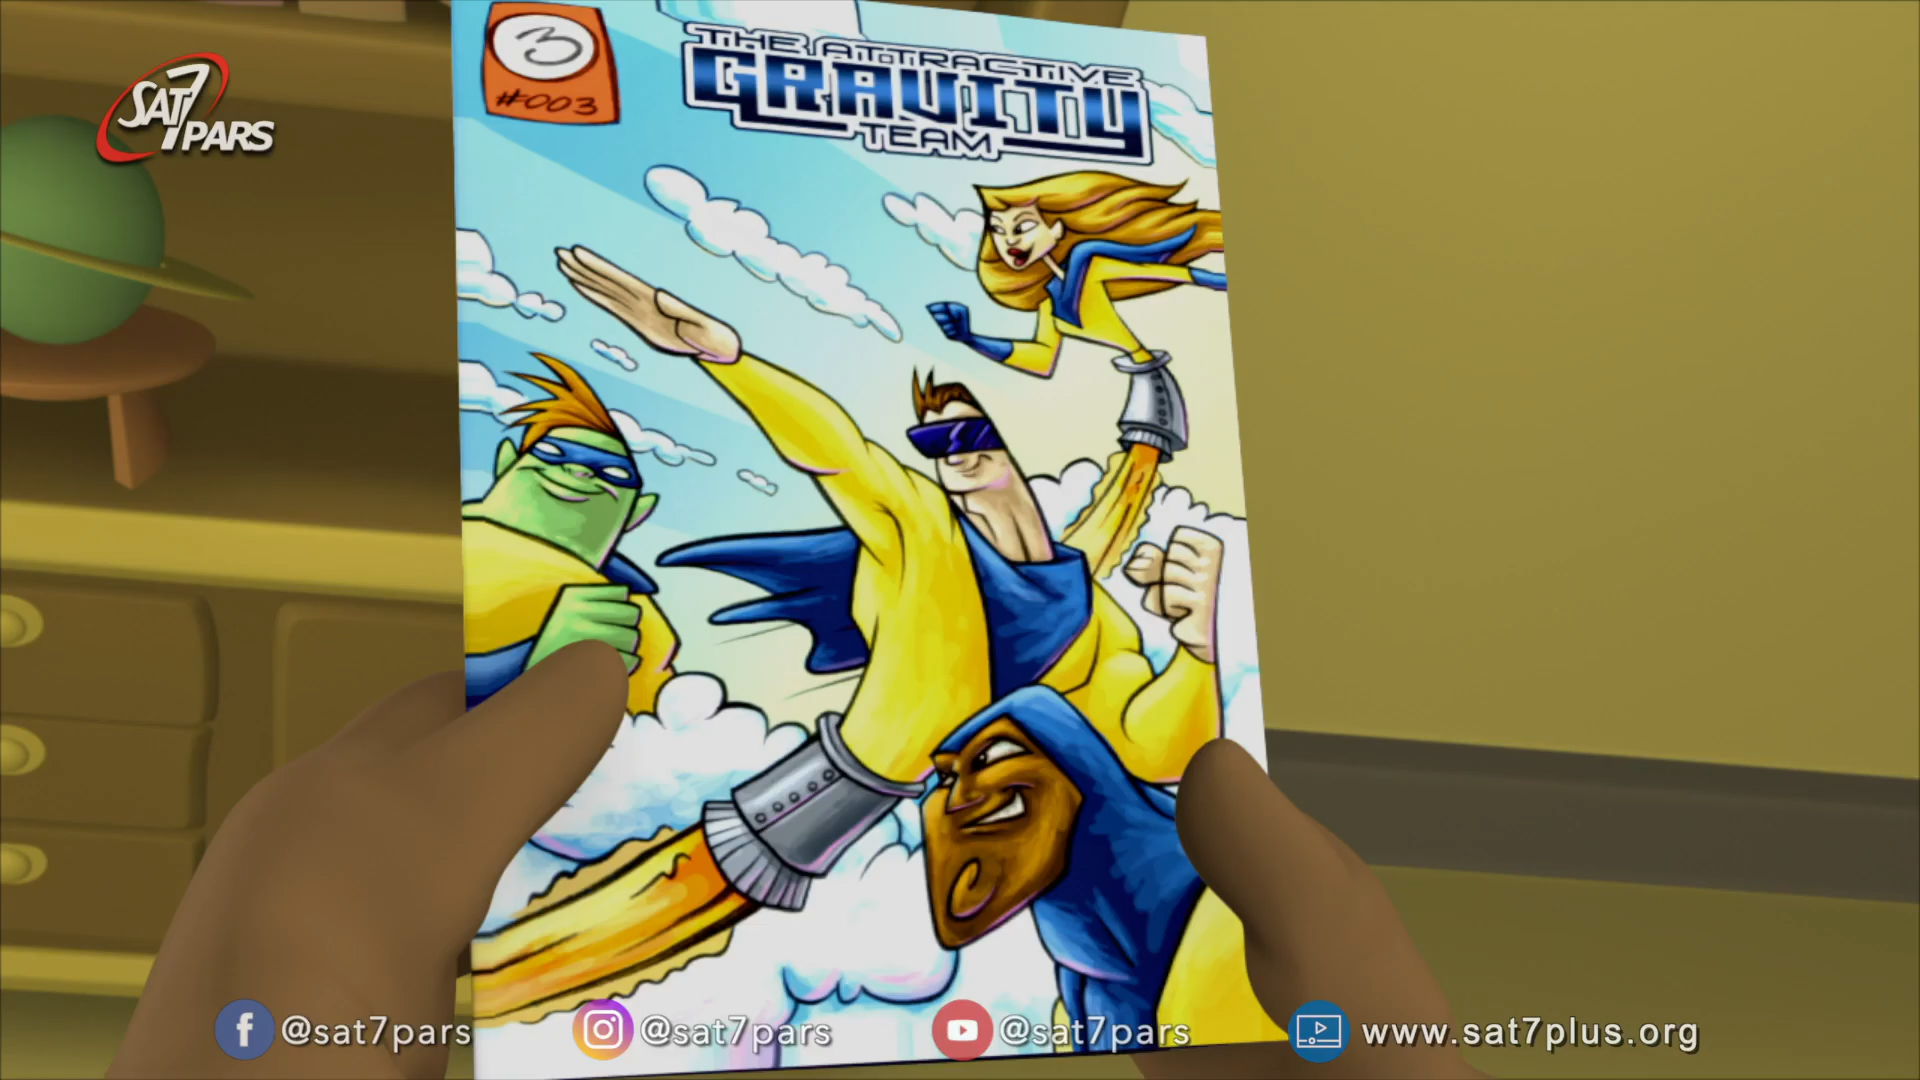 SAT7
PARS
3
#003
THE ATTRACTIVE
GRAVITY
TEAM
@sat7pars
@sat7pars
@sat7pars
www.sat7plus.org